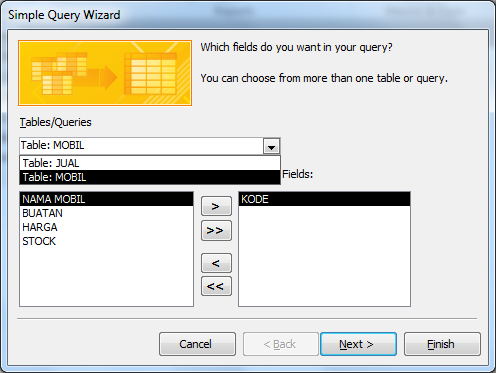 Simple Query Wizard
Which fields do you want in your query?
You can choose from more than one table or query.
Tables/Queries
Table: MOBIL
Table: JUAL
Table: MOBIL
Fields:
NAMA MOBIL
BUATAN
HARGA
STOCK
>
>>
<
<<
KODE
Cancel
< Back
Next >
Finish